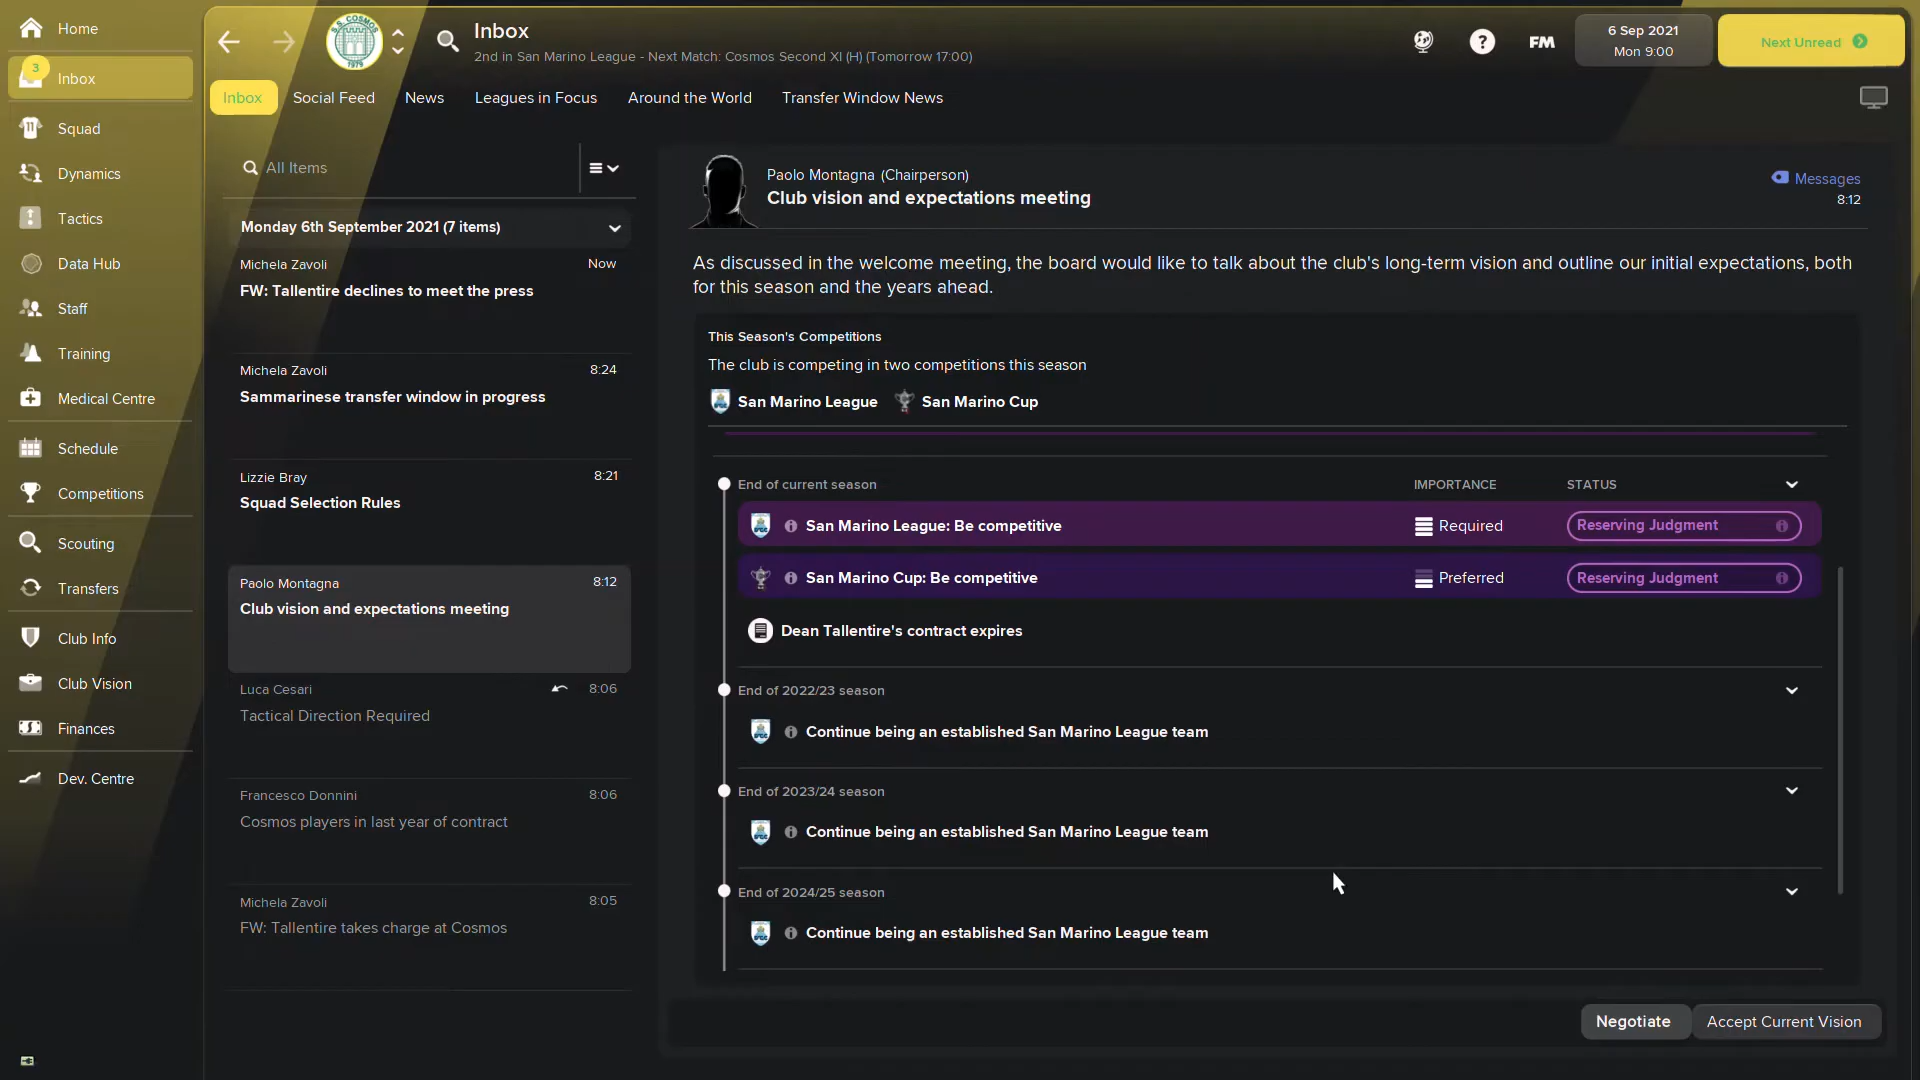 Home
3
Inbox
Squad
Dynamics
Tactics
Data Hub
Staff
Training
Medical Centre
Schedule
Competitions
Scouting
Transfers
Club Info
Club Vision
Finances
Dev. Centre
S.S. COSMOS
1979
Inbox
2nd in San Marino League - Next Match: Cosmos Second XI (H) (Tomorrow 17:00)
?
FM
6 Sep 2021
Mon 9:00
Next Unread
Inbox
Social Feed
News
Leagues in Focus
Around the World
Transfer Window News
All Items
Monday 6th September 2021 (7 items)
Michela Zavoli
Now
FW: Tallentire declines to meet the press
Michela Zavoli
8:24
Sammarinese transfer window in progress
Lizzie Bray
8:21
Squad Selection Rules
Paolo Montagna
8:12
Club vision and expectations meeting
Luca Cesari
8:06
Tactical Direction Required
Francesco Donnini
8:06
Cosmos players in last year of contract
Michela Zavoli
8:05
FW: Tallentire takes charge at Cosmos
Paolo Montagna (Chairperson)
Club vision and expectations meeting
Messages
8:12
As discussed in the welcome meeting, the board would like to talk about the club's long-term vision and outline our initial expectations, both
for this season and the years ahead.
This Season's Competitions
The club is competing in two competitions this season
San Marino League
San Marino Cup
End of current season
IMPORTANCE
STATUS
San Marino League: Be competitive
Required
Reserving Judgment
San Marino Cup: Be competitive
Preferred
Reserving Judgment
Dean Tallentire's contract expires
End of 2022/23 season
Continue being an established San Marino League team
End of 2023/24 season
Continue being an established San Marino League team
End of 2024/25 season
Continue being an established San Marino League team
Negotiate
Accept Current Vision